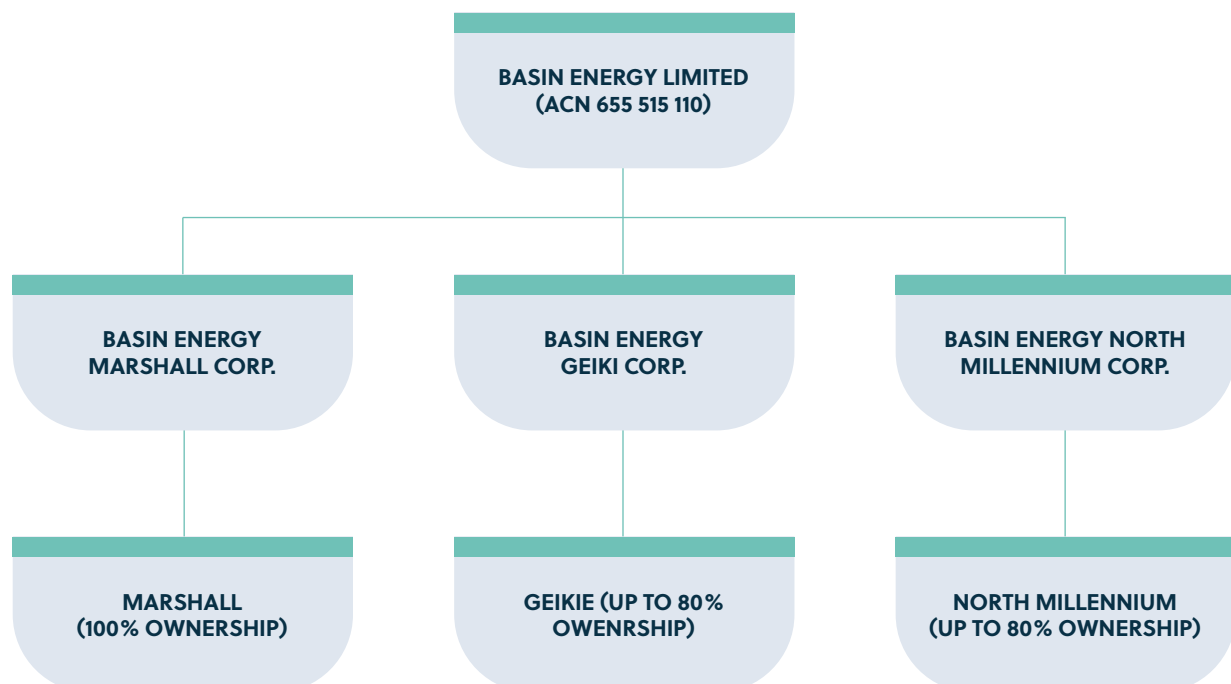 BASIN ENERGY LIMITED
(ACN 655 515 110)
BASIN ENERGY
MARSHALL CORP.
BASIN ENERGY
GEIKI CORP.
BASIN ENERGY NORTH
MILLENNIUM CORP.
MARSHALL
(100% OWNERSHIP)
GEIKIE (UP TO 80%
OWENRSHIP)
NORTH MILLENNIUM
(UP TO 80% OWNERSHIP)